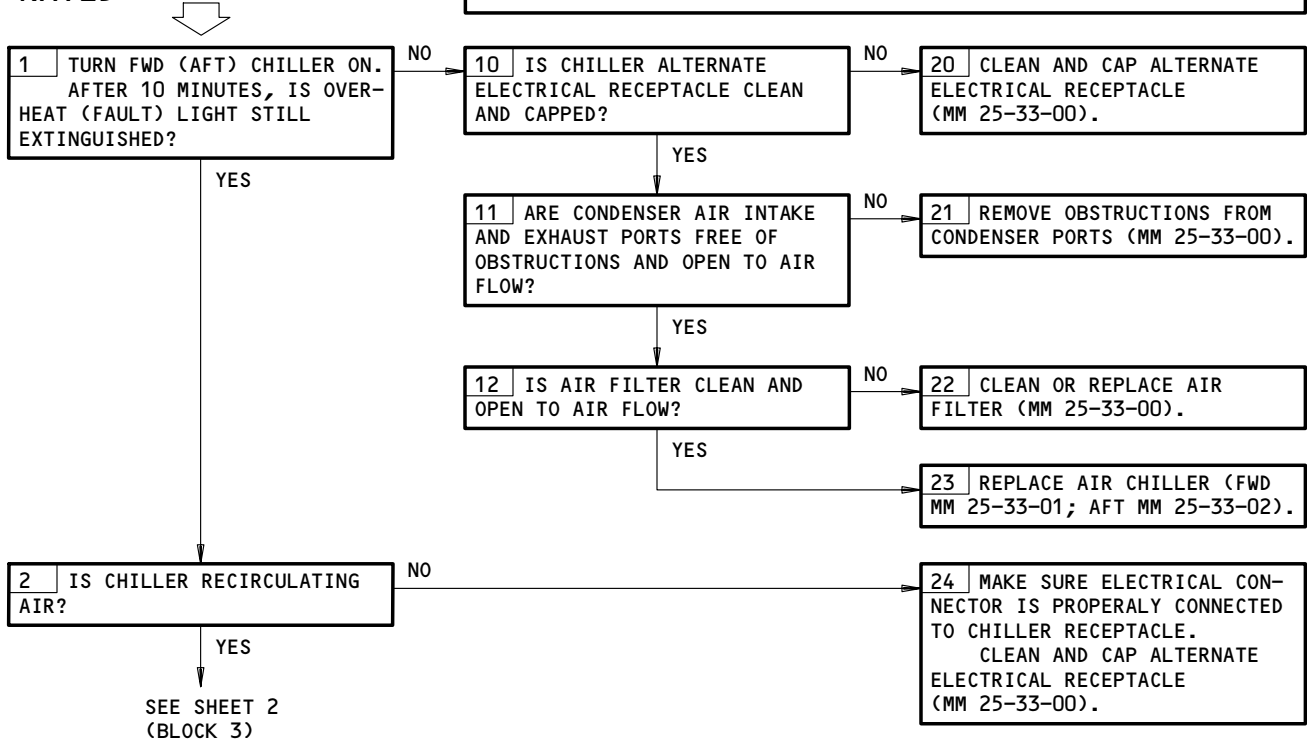 1 TURN FWD (AFT) CHILLER ON.
AFTER 10 MINUTES, IS OVER-
HEAT (FAULT) LIGHT STILL
EXTINGUISHED?
NO
YES
10 IS CHILLER ALTERNATE
ELECTRICAL RECEPTACLE CLEAN
AND CAPPED?
NO
YES
20 CLEAN AND CAP ALTERNATE
ELECTRICAL RECEPTACLE
(MM 25-33-00).
11 ARE CONDENSER AIR INTAKE
AND EXHAUST PORTS FREE OF
OBSTRUCTIONS AND OPEN TO AIR
FLOW?
NO
YES
21 REMOVE OBSTRUCTIONS FROM
CONDENSER PORTS (MM 25-33-00).
12 IS AIR FILTER CLEAN AND
OPEN TO AIR FLOW?
NO
YES
22 CLEAN OR REPLACE AIR
FILTER (MM 25-33-00).
23 REPLACE AIR CHILLER (FWD
MM 25-33-01; AFT MM 25-33-02).
2 IS CHILLER RECIRCULATING
AIR?
NO
YES
24 MAKE SURE ELECTRICAL CON-
NECTOR IS PROPERALY CONNECTED
TO CHILLER RECEPTACLE.
CLEAN AND CAP ALTERNATE
ELECTRICAL RECEPTACLE
(MM 25-33-00).
SEE SHEET 2
(BLOCK 3)